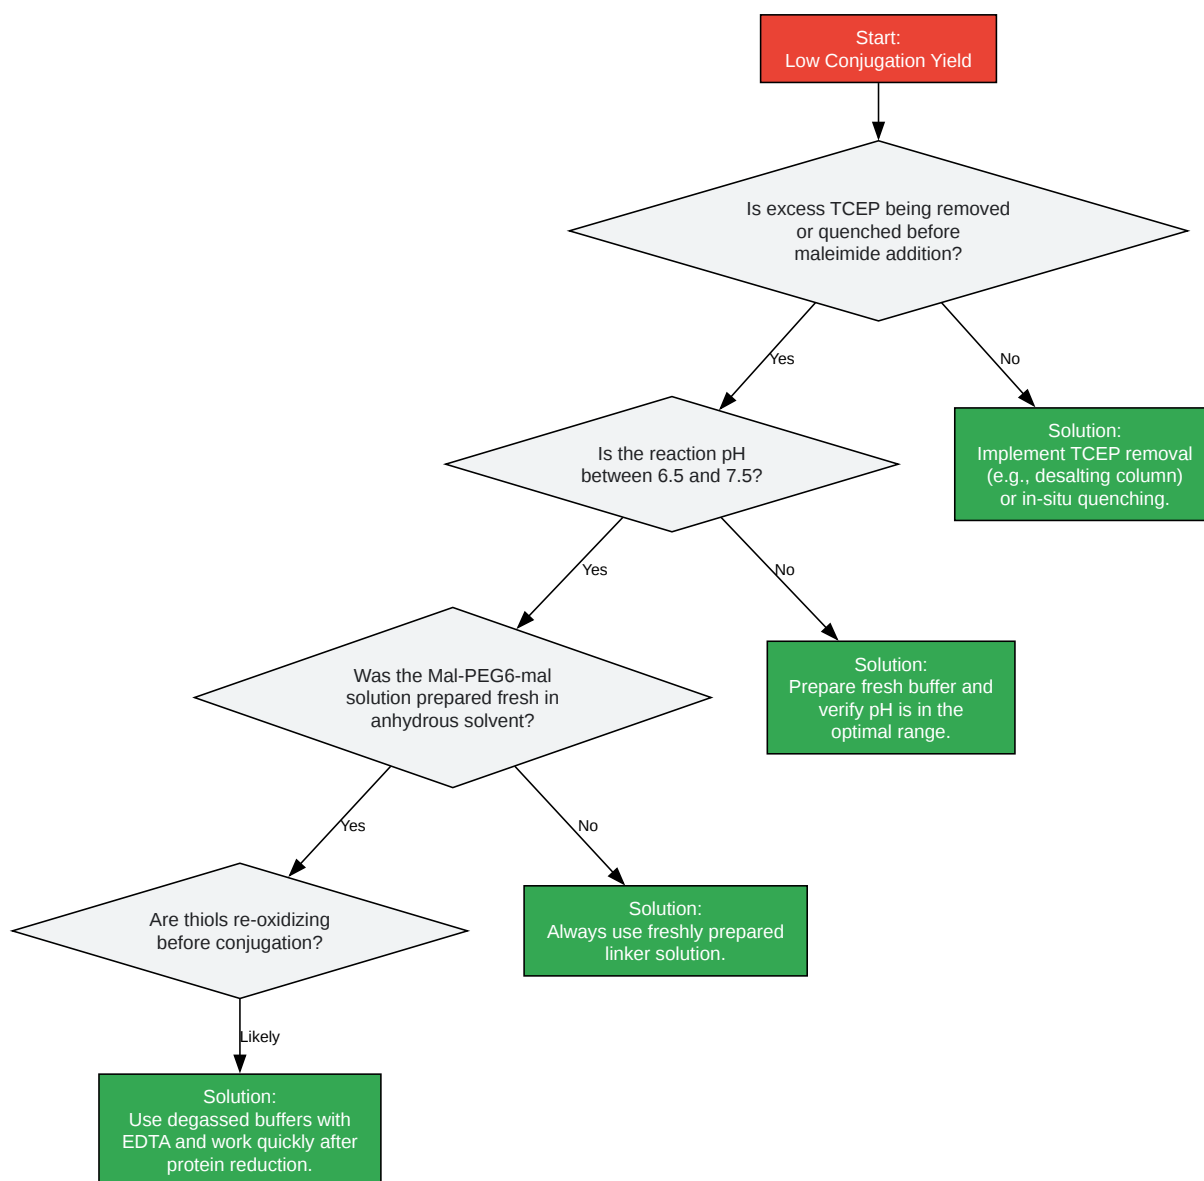 Start:
Low Conjugation Yield
Is excess TCEP being removed
or quenched before
maleimide addition?
Yes
No
Is the reaction pH
between 6.5 and 7.5?
Solution:
Implement TCEP removal
(e.g., desalting column)
or in-situ quenching.
Yes
No
Was the Mal-PEG6-mal
solution prepared fresh in
anhydrous solvent?
Solution:
Prepare fresh buffer and
verify pH is in the
optimal range.
Yes
No
Are thiols re-oxidizing
before conjugation?
Solution:
Always use freshly prepared
linker solution.
Likely
Solution:
Use degassed buffers with
EDTA and work quickly after
protein reduction.